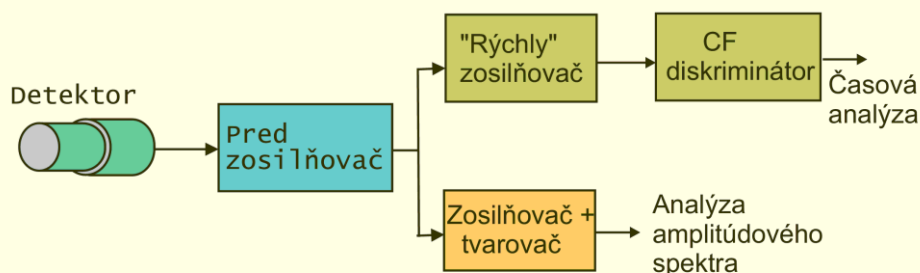 Detektor
Pred
zosilňovač
"Rýchly"
zosilňovač
CF
diskriminátor
Časová
analýza
Zosilňovač +
tvarovač
Analýza
amplitúdového
spektra